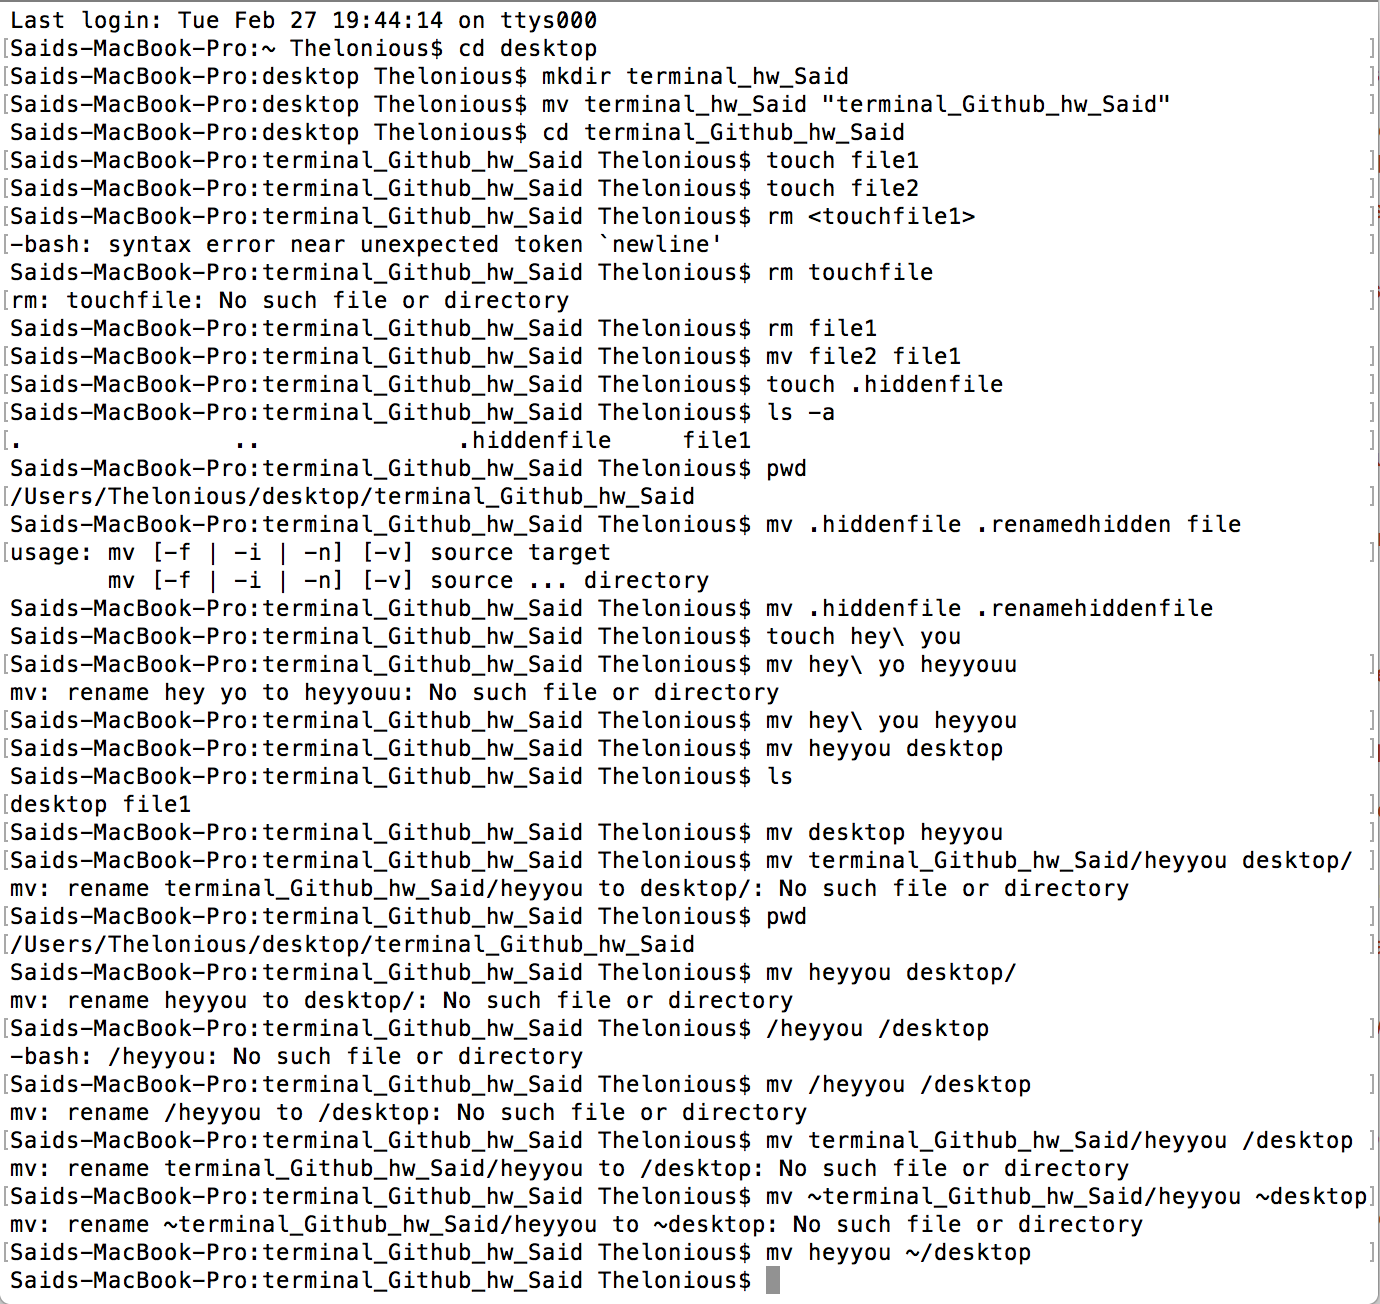 Last login: Tue Feb 27 19:44:14 on ttys000
[Saids-MacBook-Pro:~ Thelonious$ cd desktop ]
[Saids-MacBook-Pro:desktop Thelonious$ mkdir terminal_hw_Said ]
[Saids-MacBook-Pro:desktop Thelonious$ mv terminal_hw_Said "terminal_Github_hw_Said" ]
Saids-MacBook-Pro:desktop Thelonious$ cd terminal_Github_hw_Said ]
[Saids-MacBook-Pro:terminal_Github_hw_Said Thelonious$ touch file1 ]
[Saids-MacBook-Pro:terminal_Github_hw_Said Thelonious$ touch file2 ]
[Saids-MacBook-Pro:terminal_Github_hw_Said Thelonious$ rm <touchfile1> ]
[-bash: syntax error near unexpected token `newline' ]
Saids-MacBook-Pro:terminal_Github_hw_Said Thelonious$ rm touchfile
[rm: touchfile: No such file or directory ]
Saids-MacBook-Pro:terminal_Github_hw_Said Thelonious$ rm file1
[Saids-MacBook-Pro:terminal_Github_hw_Said Thelonious$ mv file2 file1 ]
[Saids-MacBook-Pro:terminal_Github_hw_Said Thelonious$ touch .hiddenfile ]
[Saids-MacBook-Pro:terminal_Github_hw_Said Thelonious$ ls -a ]
[. .. .hiddenfile file1 ]
Saids-MacBook-Pro:terminal_Github_hw_Said Thelonious$ pwd
[/Users/Thelonious/desktop/terminal_Github_hw_Said ]
Saids-MacBook-Pro:terminal_Github_hw_Said Thelonious$ mv .hiddenfile .renamedhidden file
[usage: mv [-f | -i | -n] [-v] source target ]
mv [-f | -i | -n] [-v] source ... directory
Saids-MacBook-Pro:terminal_Github_hw_Said Thelonious$ mv .hiddenfile .renamehiddenfile
[Saids-MacBook-Pro:terminal_Github_hw_Said Thelonious$ touch hey\ you
[Saids-MacBook-Pro:terminal_Github_hw_Said Thelonious$ mv hey\ yo heyyouu ]
mv: rename hey yo to heyyouu: No such file or directory
[Saids-MacBook-Pro:terminal_Github_hw_Said Thelonious$ mv hey\ you heyyou ]
[Saids-MacBook-Pro:terminal_Github_hw_Said Thelonious$ mv heyyou desktop ]
Saids-MacBook-Pro:terminal_Github_hw_Said Thelonious$ ls
[desktop file1 ]
Saids-MacBook-Pro:terminal_Github_hw_Said Thelonious$ mv desktop heyyou
[Saids-MacBook-Pro:terminal_Github_hw_Said Thelonious$ mv terminal_Github_hw_Said/heyyou desktop/ ]
mv: rename terminal_Github_hw_Said/heyyou to desktop/: No such file or directory
[Saids-MacBook-Pro:terminal_Github_hw_Said Thelonious$ pwd ]
[/Users/Thelonious/desktop/terminal_Github_hw_Said ]
Saids-MacBook-Pro:terminal_Github_hw_Said Thelonious$ mv heyyou desktop/
mv: rename heyyou to desktop/: No such file or directory
[Saids-MacBook-Pro:terminal_Github_hw_Said Thelonious$ /heyyou /desktop ]
-bash: /heyyou: No such file or directory
[Saids-MacBook-Pro:terminal_Github_hw_Said Thelonious$ mv /heyyou /desktop ]
mv: rename /heyyou to /desktop: No such file or directory
[Saids-MacBook-Pro:terminal_Github_hw_Said Thelonious$ mv terminal_Github_hw_Said/heyyou /desktop ]
mv: rename terminal_Github_hw_Said/heyyou to /desktop: No such file or directory
[Saids-MacBook-Pro:terminal_Github_hw_Said Thelonious$ mv ~terminal_Github_hw_Said/heyyou ~desktop]
mv: rename ~terminal_Github_hw_Said/heyyou to ~desktop: No such file or directory
[Saids-MacBook-Pro:terminal_Github_hw_Said Thelonious$ mv heyyou ~/desktop ]
Saids-MacBook-Pro:terminal_Github_hw_Said Thelonious$